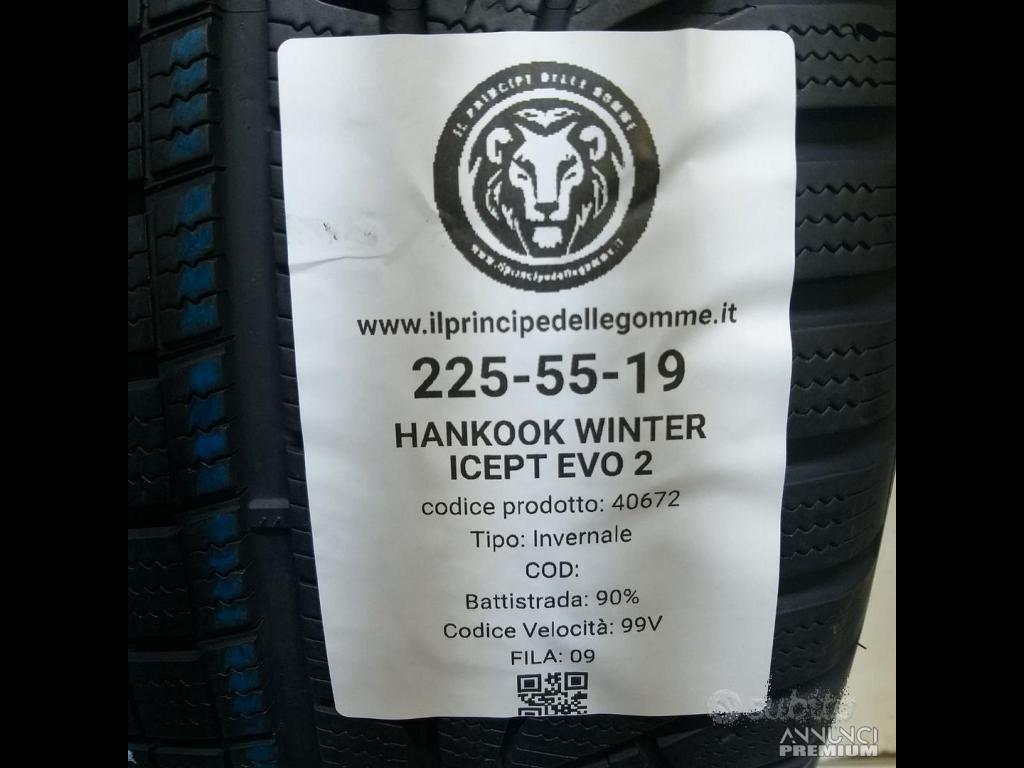 IL PRINCIPE DELLE GOMME
www.ilprincipedellegomme.it
www.ilprincipedellegomme.it
225-55-19
HANKOOK WINTER
ICEPT EVO 2
codice prodotto: 40672
Tipo: Invernale
COD:
Battistrada: 90%
Codice Velocità: 99V
FILA: 09
subito
ANNUNCI
PREMIUM